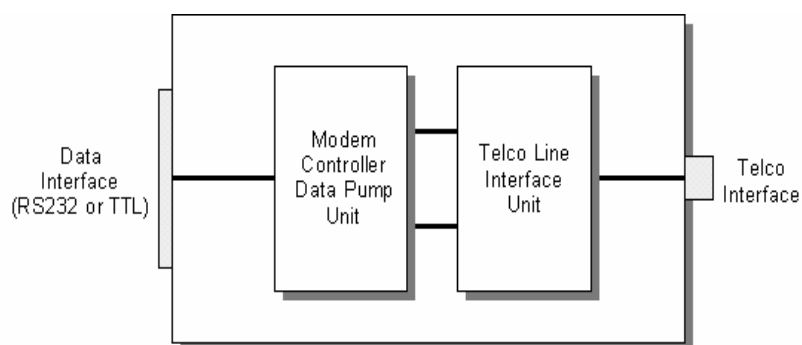 Data
Interface
(RS232 or TTL)
Modem
Controller
Data Pump
Unit
Telco Line
Interface
Unit
Telco
Interface